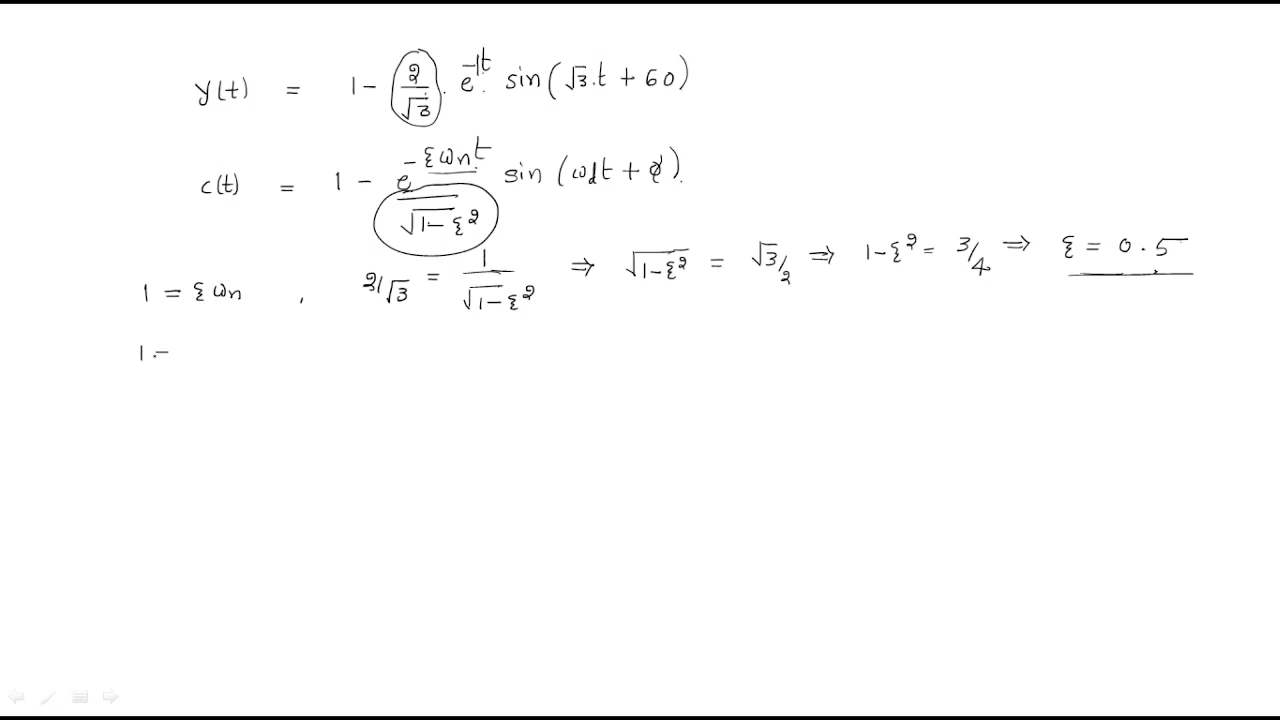 y(t) = 1 - 2/√3 . e^-1t sin(√3.t + 60)
c(t) = 1 - e^-ξωnt/√1-ξ² sin (ωdt + φ).
1 = ξωn , 2/√3 = 1/√1-ξ² ⇒ √1-ξ² = √3/2 ⇒ 1-ξ² = 3/4 ⇒ ξ = 0.5
1 =